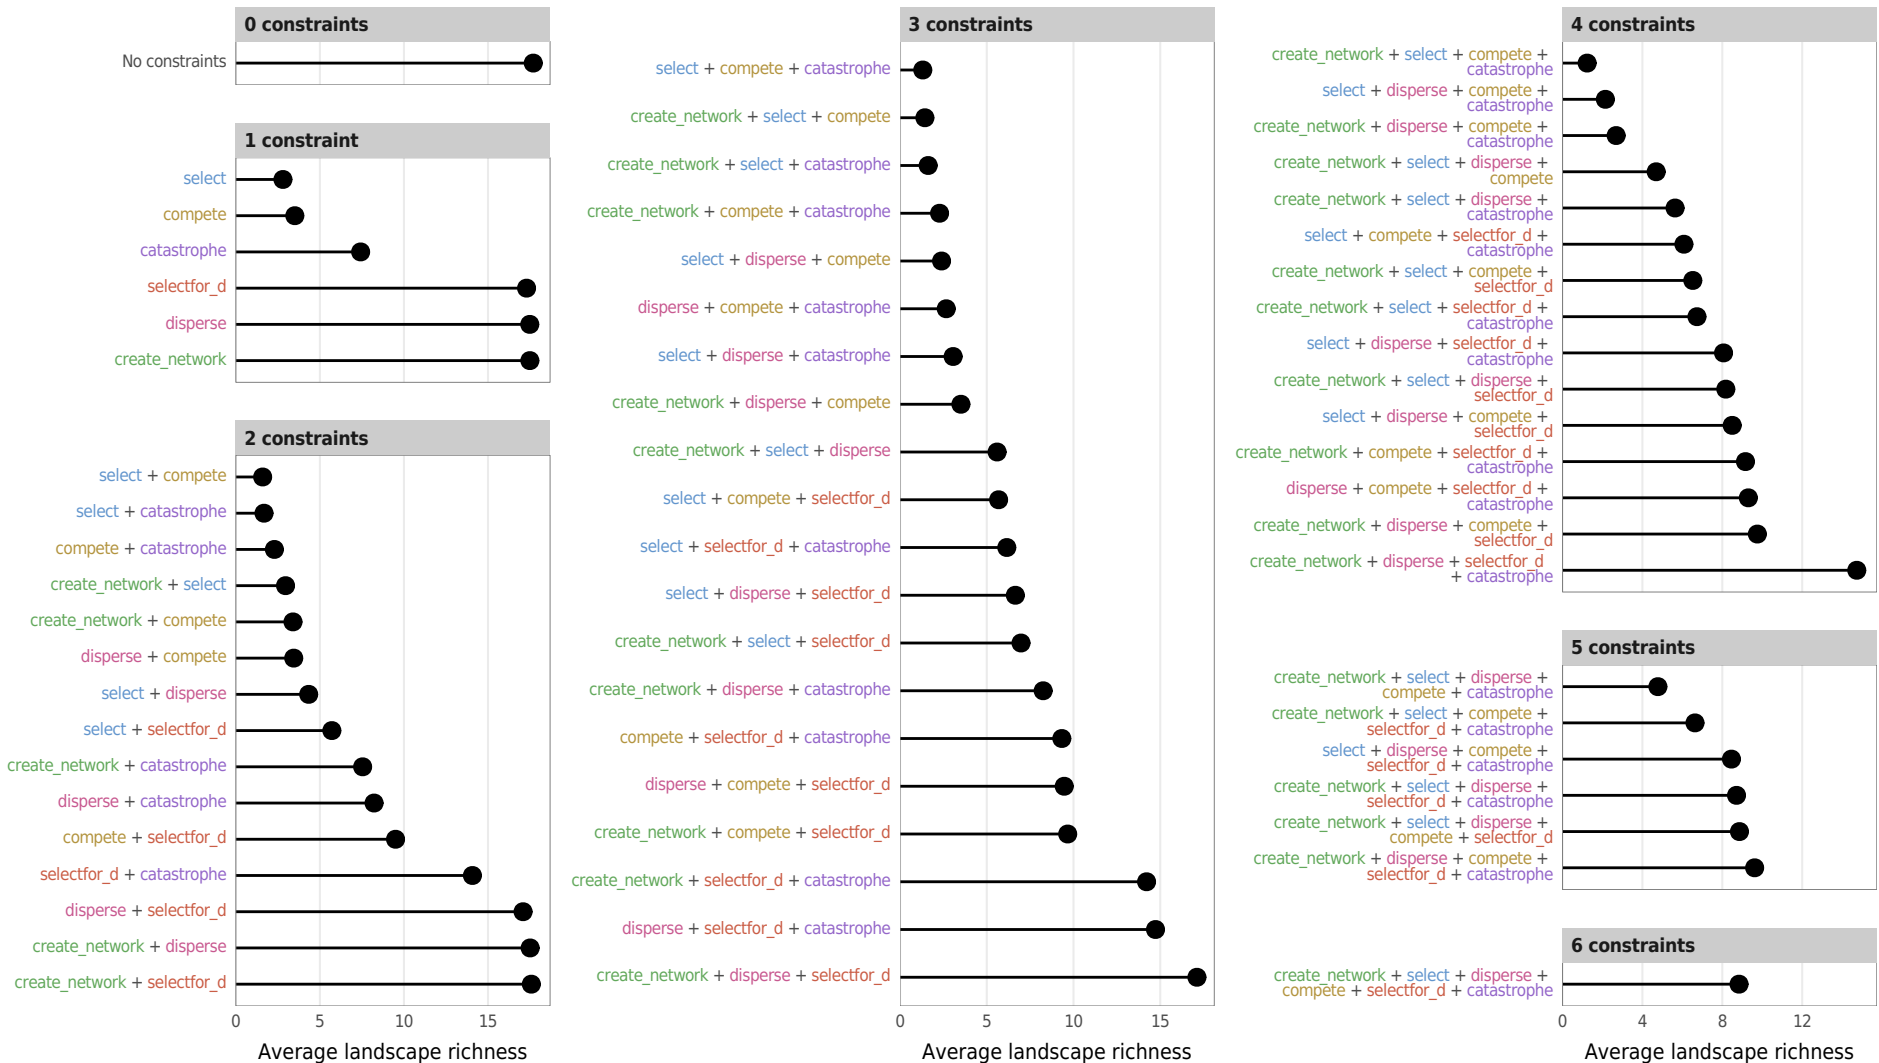 0 constraints
No constraints
1 constraint
select
compete
catastrophe
selectfor_d
disperse
create_network
2 constraints
select + compete
select + catastrophe
compete + catastrophe
create_network + select
create_network + compete
disperse + compete
select + disperse
select + selectfor_d
create_network + catastrophe
disperse + catastrophe
compete + selectfor_d
selectfor_d + catastrophe
disperse + selectfor_d
create_network + disperse
create_network + selectfor_d
0 5 10 15
Average landscape richness
3 constraints
select + compete + catastrophe
create_network + select + compete
create_network + select + catastrophe
create_network + compete + catastrophe
select + disperse + compete
disperse + compete + catastrophe
select + disperse + catastrophe
create_network + disperse + compete
create_network + select + disperse
select + compete + selectfor_d
select + selectfor_d + catastrophe
select + disperse + selectfor_d
create_network + select + selectfor_d
create_network + disperse + catastrophe
compete + selectfor_d + catastrophe
disperse + compete + selectfor_d
create_network + compete + selectfor_d
create_network + selectfor_d + catastrophe
disperse + selectfor_d + catastrophe
create_network + disperse + selectfor_d
0 5 10 15
Average landscape richness
4 constraints
create_network + select + compete +
catastrophe
select + disperse + compete +
catastrophe
create_network + disperse + compete +
catastrophe
create_network + select + disperse +
compete
create_network + select + disperse +
catastrophe
select + compete + selectfor_d +
catastrophe
create_network + select + compete +
selectfor_d
create_network + select + selectfor_d +
catastrophe
select + disperse + selectfor_d +
catastrophe
create_network + select + disperse +
selectfor_d
select + disperse + compete +
selectfor_d
create_network + compete + selectfor_d +
catastrophe
disperse + compete + selectfor_d +
catastrophe
create_network + disperse + compete +
selectfor_d
create_network + disperse + selectfor_d
+ catastrophe
5 constraints
create_network + select + disperse +
compete + catastrophe
create_network + select + compete +
selectfor_d + catastrophe
select + disperse + compete +
selectfor_d + catastrophe
create_network + select + disperse +
selectfor_d + catastrophe
create_network + select + disperse +
compete + selectfor_d
create_network + disperse + compete +
selectfor_d + catastrophe
6 constraints
create_network + select + disperse +
compete + selectfor_d + catastrophe
0 4 8 12
Average landscape richness